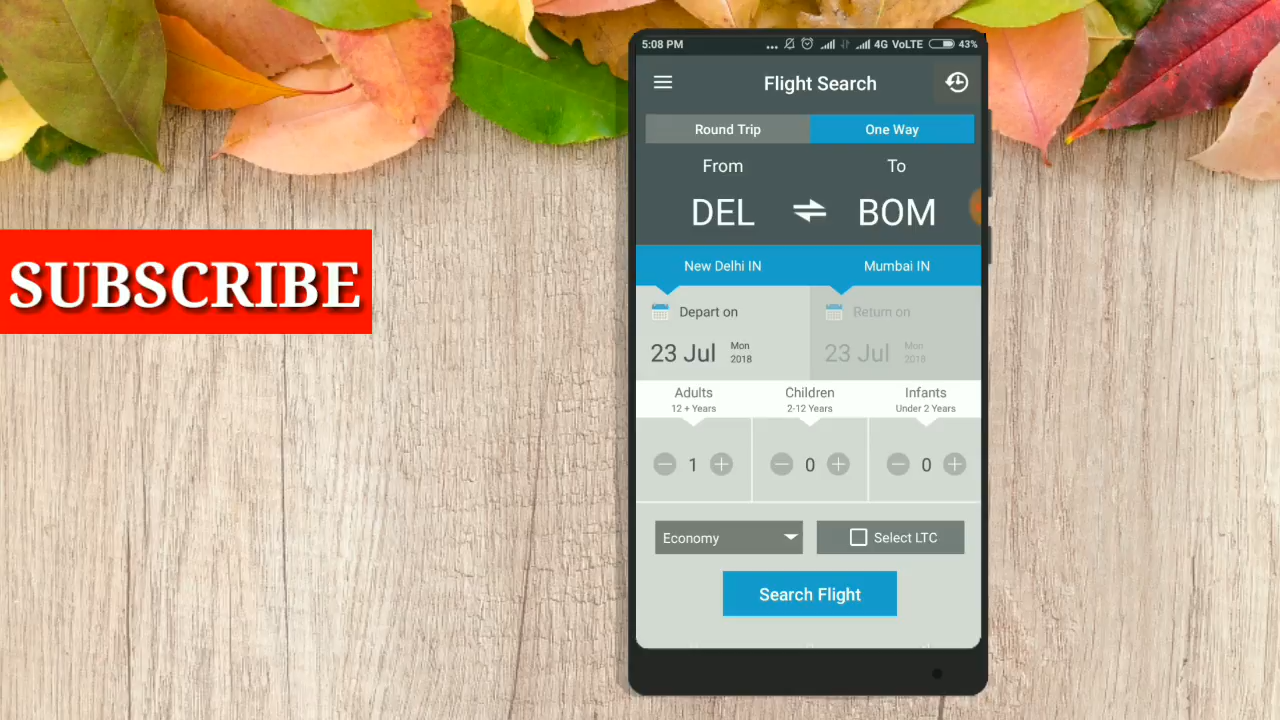 SUBSCRIBE
5:08 PM ... 4G VoLTE 43%
Flight Search
Round Trip One Way
From To
DEL BOM
New Delhi IN Mumbai IN
Depart on Return on
23 Jul Mon 2018 23 Jul Mon 2018
Adults Children Infants
12 + Years 2-12 Years Under 2 Years
1 0 0
Economy Select LTC
Search Flight